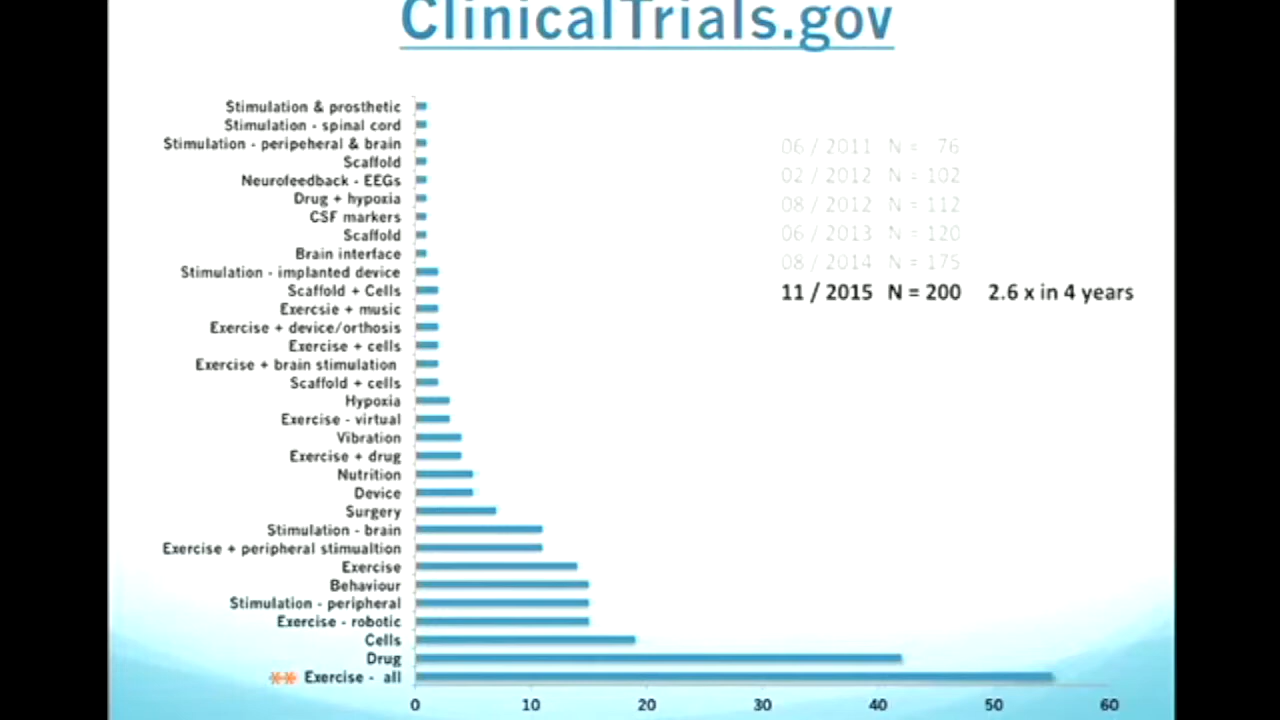 ClinicalTrials.gov
Stimulation & prosthetic
Stimulation - spinal cord
Stimulation - peripeheral & brain
Scaffold
Neurofeedback - EEGs
Drug + hypoxia
CSF markers
Scaffold
Brain interface
Stimulation - implanted device
Scaffold + Cells
Exercsie + music
Exercise + device/orthosis
Exercise + cells
Exercise + brain stimulation
Scaffold + cells
Hypoxia
Exercise - virtual
Vibration
Exercise + drug
Nutrition
Device
Surgery
Stimulation - brain
Exercise + peripheral stimualtion
Exercise
Behaviour
Stimulation - peripheral
Exercise - robotic
Cells
Drug
** Exercise - all
0 10 20 30 40 50 60
06 / 2011 N = 76
02 / 2012 N = 102
08 / 2012 N = 112
06 / 2013 N = 120
08 / 2014 N = 175
11 / 2015 N = 200 2.6 x in 4 years